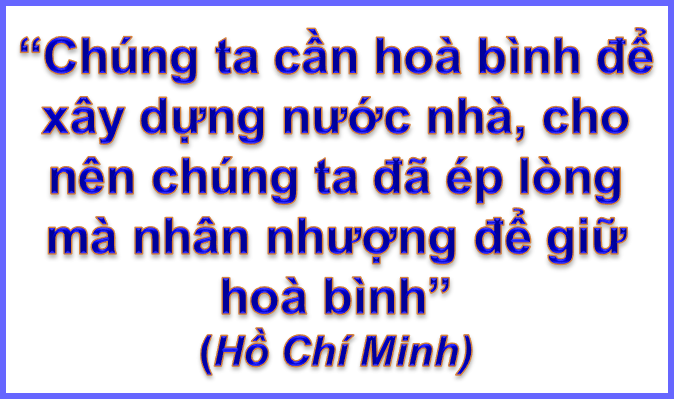 “Chúng ta cần hoà bình để
xây dựng nước nhà, cho
nên chúng ta đã ép lòng
mà nhân nhượng để giữ
hoà bình”
(Hồ Chí Minh)